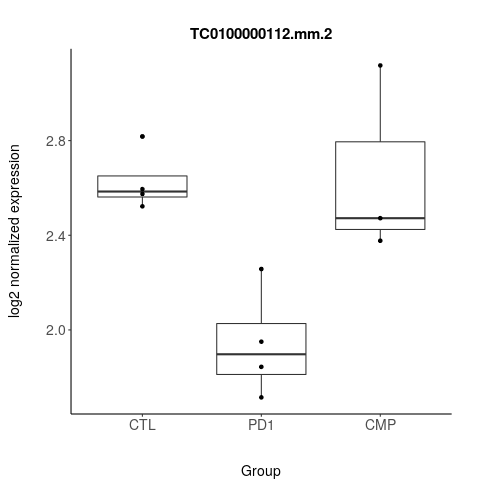 TC0100000112.mm.2
log2 normalized expression
2.8
2.4
2.0
CTL PD1 CMP
Group